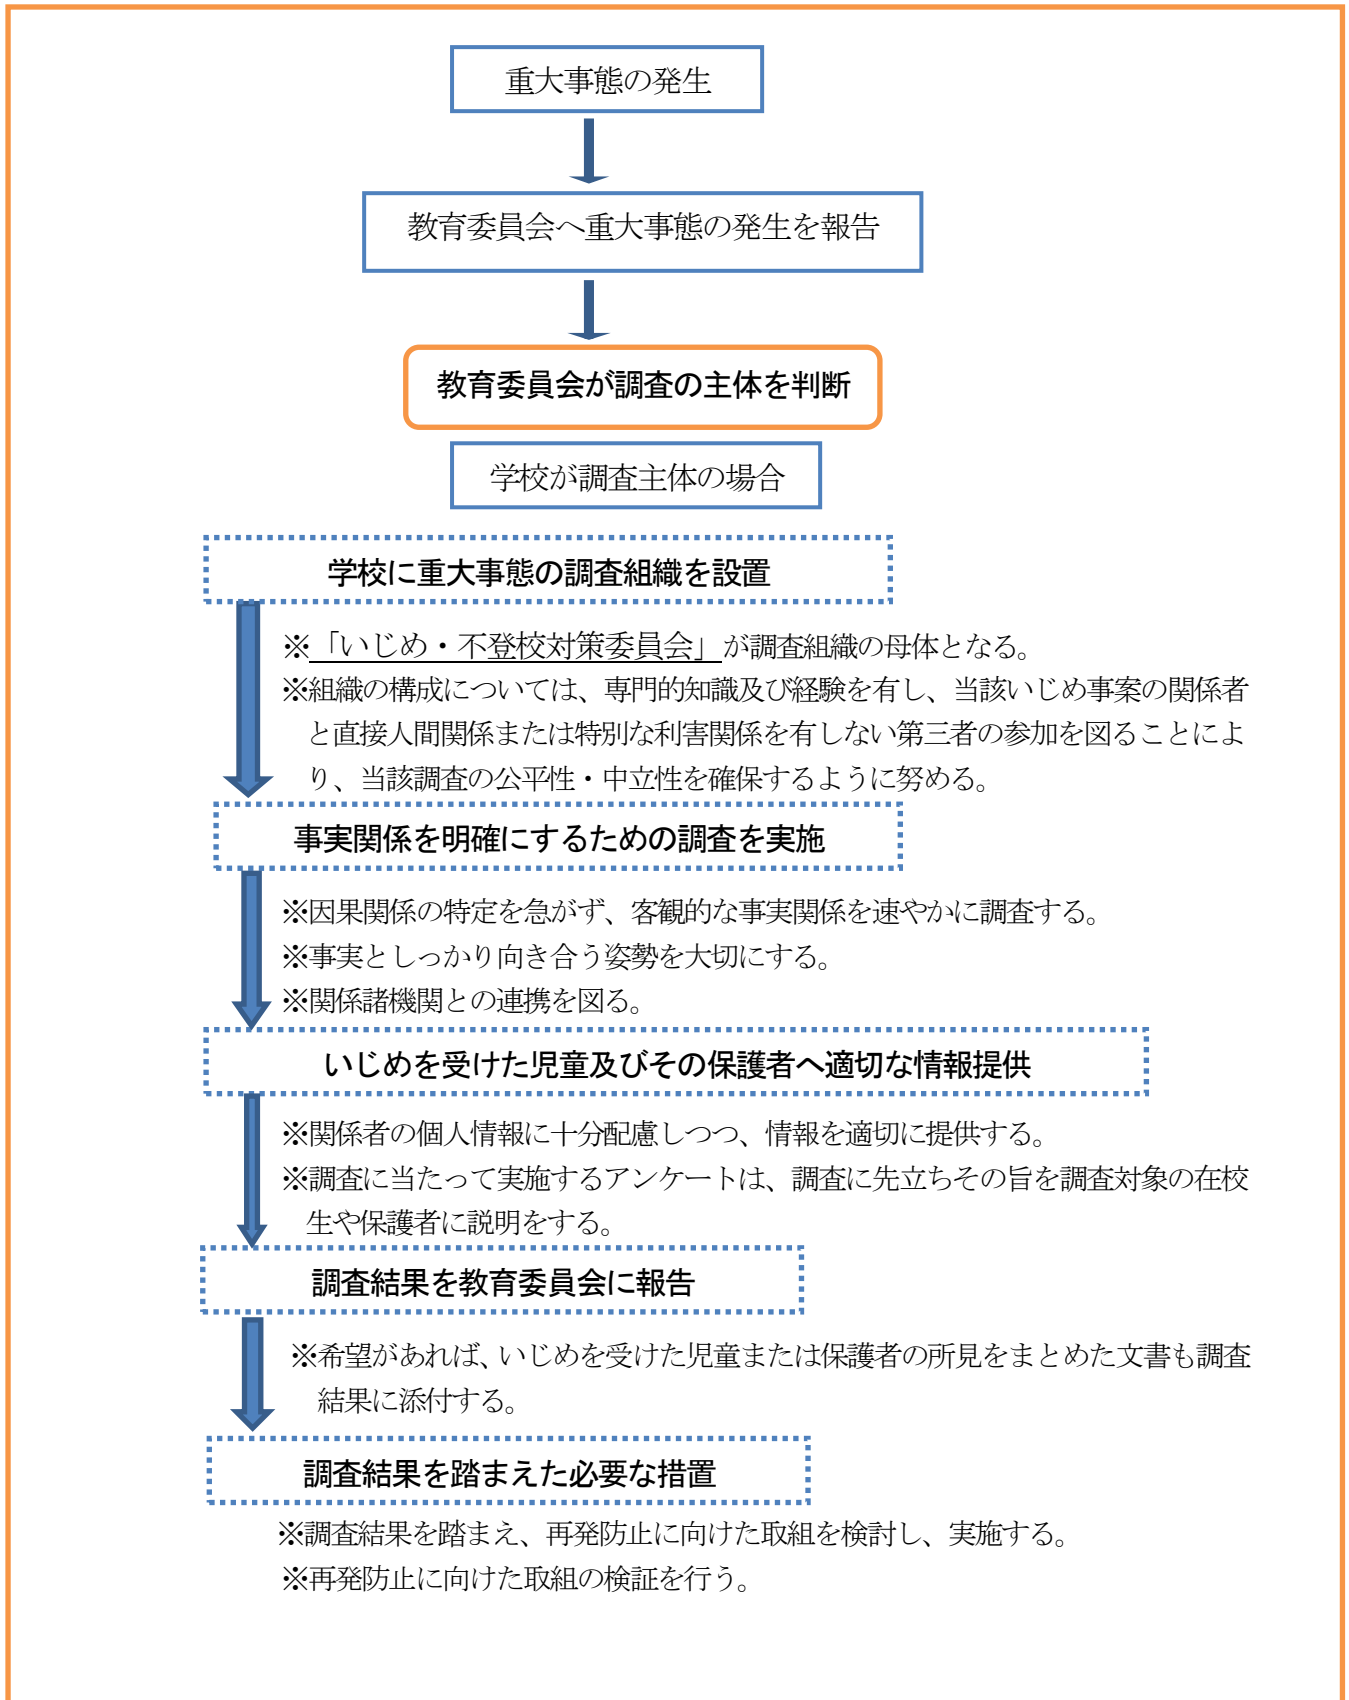 重大事態の発生
教育委員会へ重大事態の発生を報告
教育委員会が調査の主体を判断
学校が調査主体の場合
学校に重大事態の調査組織を設置
※「いじめ・不登校対策委員会」が調査組織の母体となる。
※組織の構成については、専門的知識及び経験を有し、当該いじめ事案の関係者
と直接人間関係または特別な利害関係を有しない第三者の参加を図ることによ
り、当該調査の公平性・中立性を確保するように努める。
事実関係を明確にするための調査を実施
※因果関係の特定を急がず、客観的な事実関係を速やかに調査する。
※事実としっかり向き合う姿勢を大切にする。
※関係諸機関との連携を図る。
いじめを受けた児童及びその保護者へ適切な情報提供
※関係者の個人情報に十分配慮しつつ、情報を適切に提供する。
※調査に当たって実施するアンケートは、調査に先立ちその旨を調査対象の在校
生や保護者に説明をする。
調査結果を教育委員会に報告
※希望があれば、いじめを受けた児童または保護者の所見をまとめた文書も調査
結果に添付する。
調査結果を踏まえた必要な措置
※調査結果を踏まえ、再発防止に向けた取組を検討し、実施する。
※再発防止に向けた取組の検証を行う。